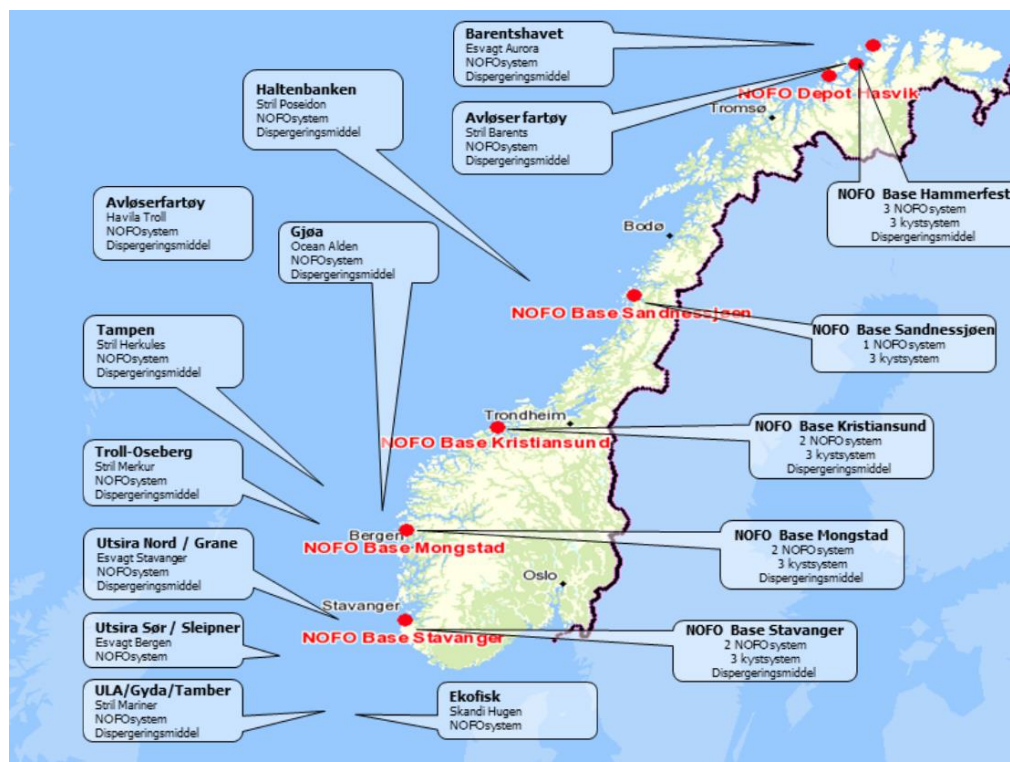 Barentshavet
Esvagt Aurora
NOFOsystem
Dispergeringsmiddel
Haltenbanken
Stril Poseidon
NOFOsystem
Dispergeringsmiddel
NOFO Depot Hasvik
Tromsø
Avløser fartøy
Stril Barents
NOFOsystem
Dispergeringsmiddel
NOFO Base Hammerfest
3 NOFOsystem
3 kystsystem
Dispergeringsmiddel
Avløserfartøy
Havila Troll
NOFOsystem
Dispergeringsmiddel
Gjøa
Ocean Alden
NOFOsystem
Dispergeringsmiddel
Bodø
NOFO Base Sandnessjøen
Tampen
Stril Herkules
NOFOsystem
Dispergeringsmiddel
NOFO Base Sandnessjøen
1 NOFOsystem
3 kystsystem
Trondheim
NOFO Base Kristiansund
NOFO Base Kristiansund
2 NOFOsystem
3 kystsystem
Dispergeringsmiddel
Troll-Oseberg
Stril Merkur
NOFOsystem
Dispergeringsmiddel
Bergen
NOFO Base Mongstad
NOFO Base Mongstad
2 NOFOsystem
3 kystsystem
Dispergeringsmiddel
Utsira Nord / Grane
Esvagt Stavanger
NOFOsystem
Dispergeringsmiddel
Oslo
Stavanger
NOFO Base Stavanger
NOFO Base Stavanger
2 NOFOsystem
3 kystsystem
Dispergeringsmiddel
Utsira Sør / Sleipner
Esvagt Bergen
NOFOsystem
ULA/Gyda/Tamber
Stril Mariner
NOFOsystem
Dispergeringsmiddel
Ekofisk
Skandi Hugen
NOFOsystem